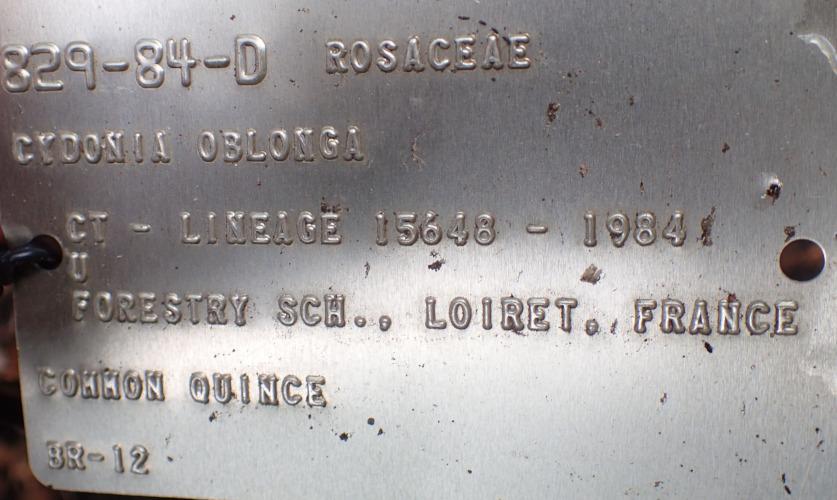 829-84-D ROSACEAE
CYDONIA OBLONGA
CT - LINEAGE 15648 - 1984
U
FORESTRY SCH., LOIRET, FRANCE
COMMON QUINCE
BR-12